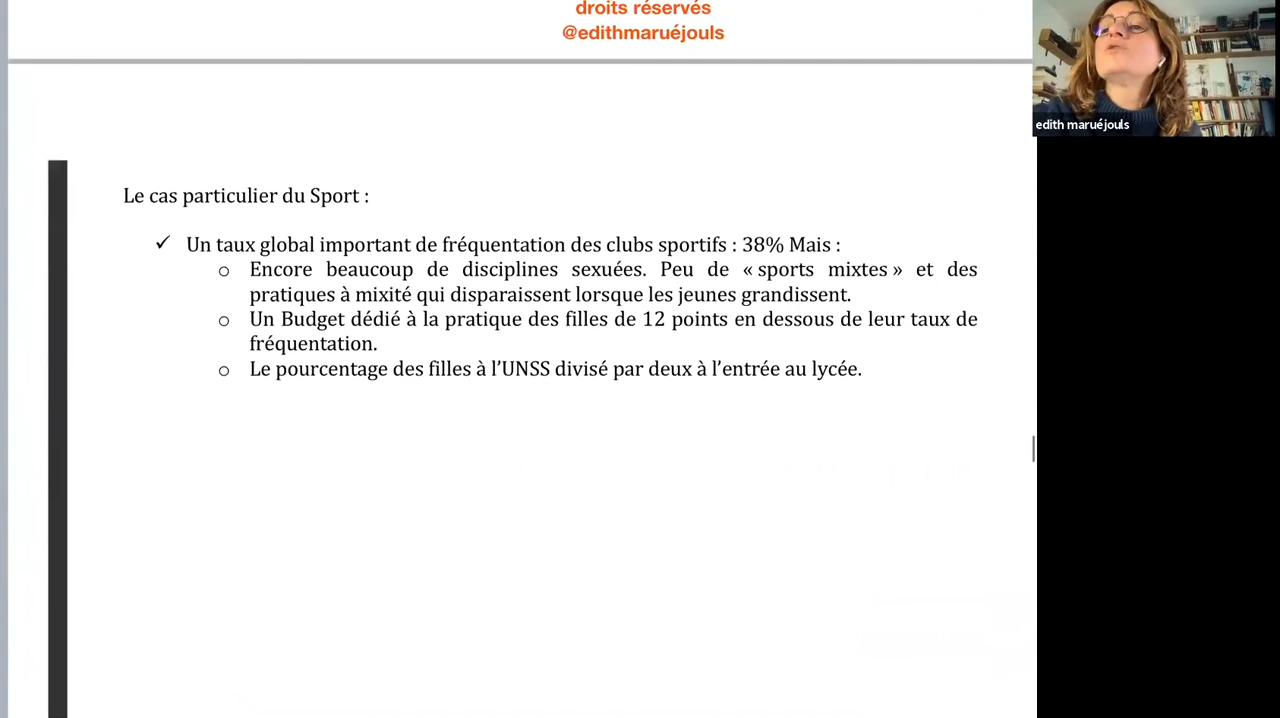 droits réservés
@edithmaruéjouls
edith maruéjouls
Le cas particulier du Sport :
✓ Un taux global important de fréquentation des clubs sportifs : 38% Mais :
o Encore beaucoup de disciplines sexuées. Peu de « sports mixtes » et des
pratiques à mixité qui disparaissent lorsque les jeunes grandissent.
o Un Budget dédié à la pratique des filles de 12 points en dessous de leur taux de
fréquentation.
o Le pourcentage des filles à l’UNSS divisé par deux à l’entrée au lycée.